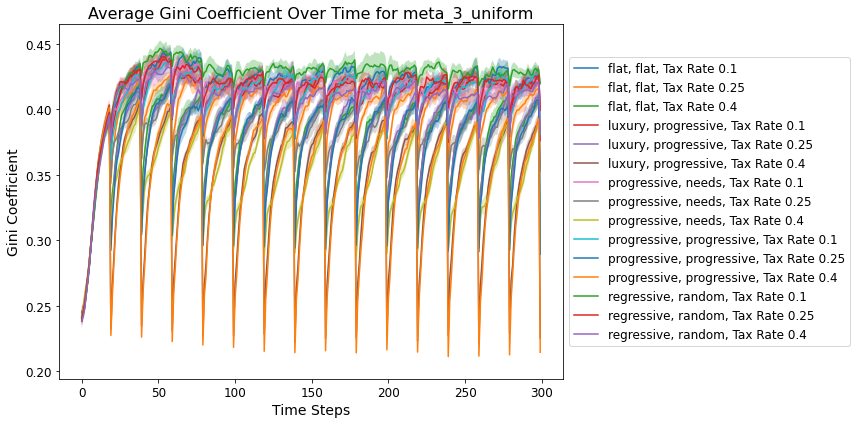 Average Gini Coefficient Over Time for meta_3_uniform
Gini Coefficient
0.45
0.40
0.35
0.30
0.25
0.20
0
50
100
150
200
250
300
Time Steps
flat, flat, Tax Rate 0.1
flat, flat, Tax Rate 0.25
flat, flat, Tax Rate 0.4
luxury, progressive, Tax Rate 0.1
luxury, progressive, Tax Rate 0.25
luxury, progressive, Tax Rate 0.4
progressive, needs, Tax Rate 0.1
progressive, needs, Tax Rate 0.25
progressive, needs, Tax Rate 0.4
progressive, progressive, Tax Rate 0.1
progressive, progressive, Tax Rate 0.25
progressive, progressive, Tax Rate 0.4
regressive, random, Tax Rate 0.1
regressive, random, Tax Rate 0.25
regressive, random, Tax Rate 0.4